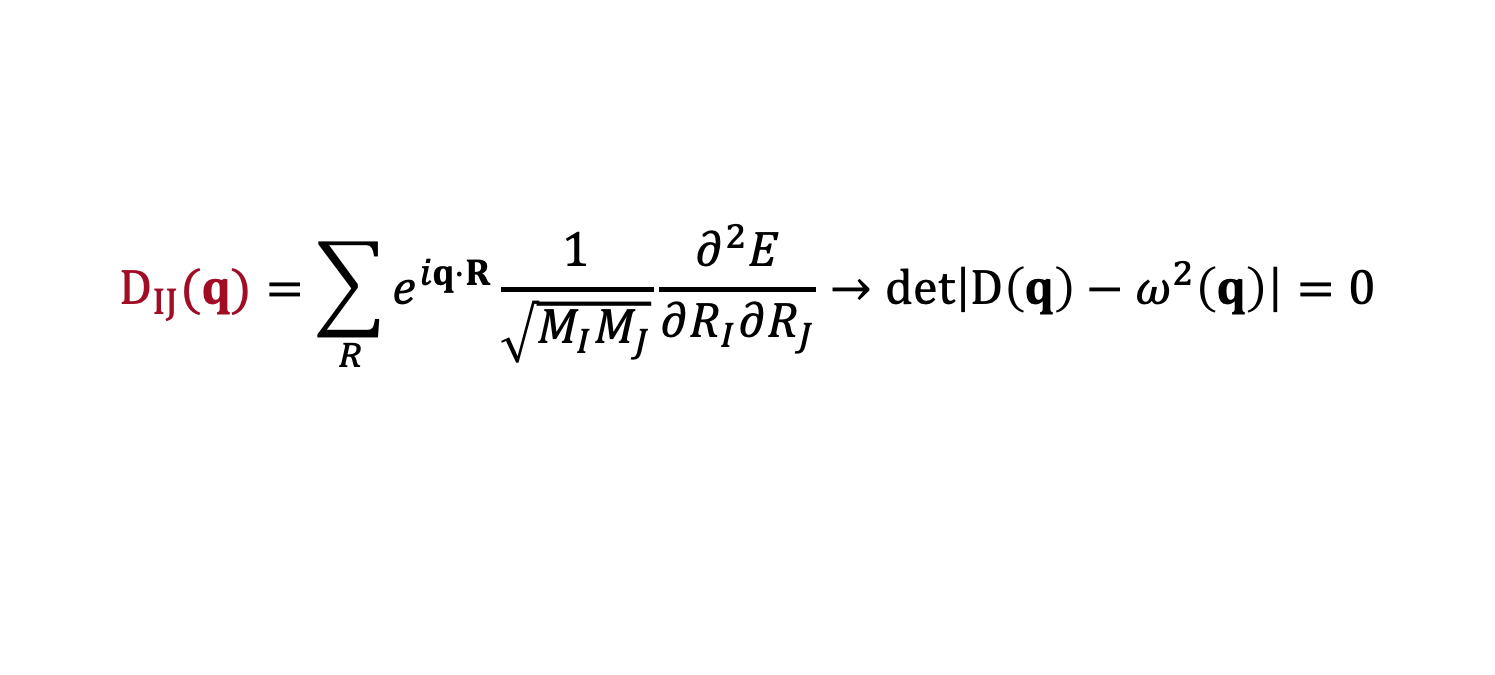 D_IJ(𝐪) = ∑_R e^{i𝐪·𝐑} 1/√(M_I M_J) ∂²E/∂R_I∂R_J → det|D(𝐪) − ω²(𝐪)| = 0